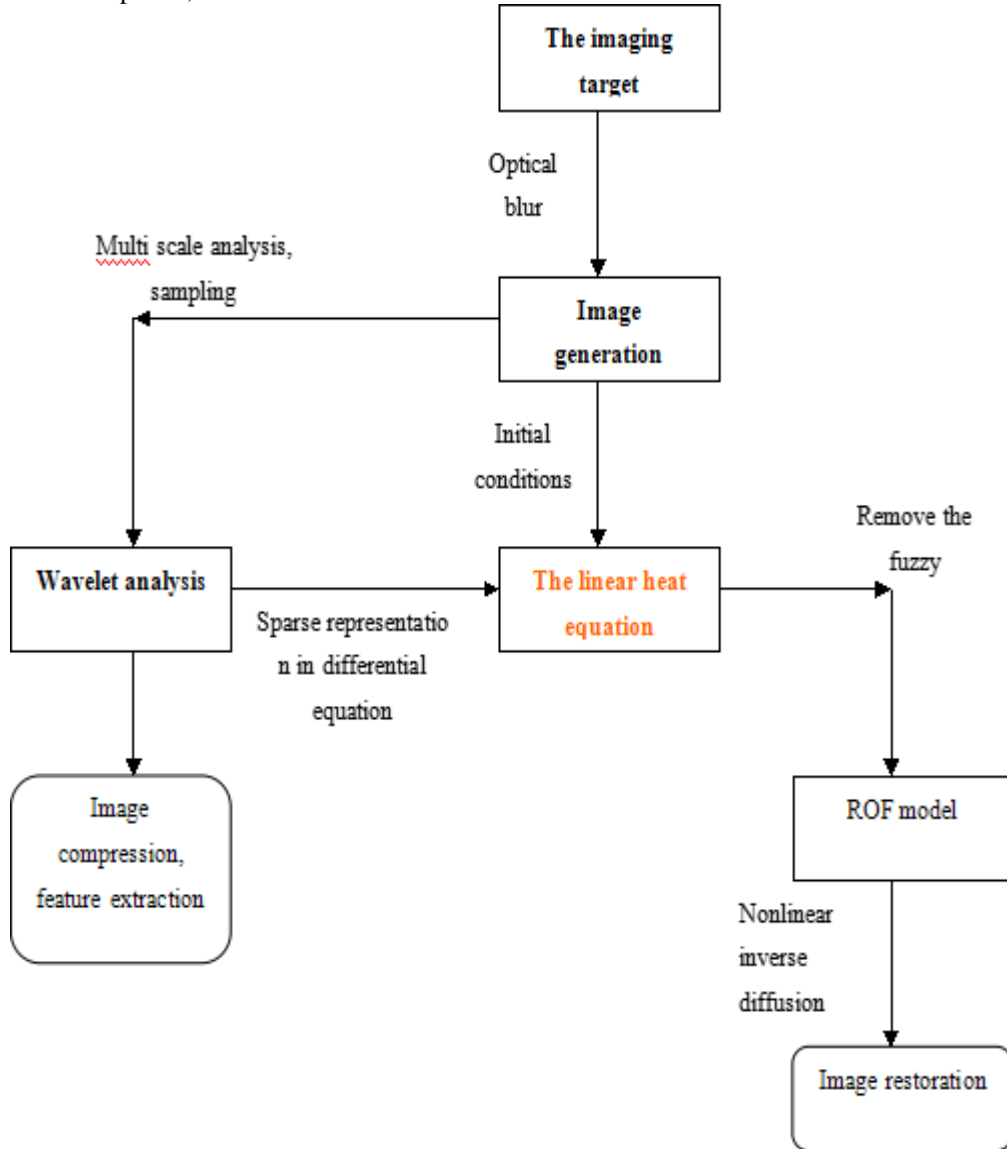 The imaging
target
Optical
blur
Multi scale analysis,
sampling
Image
generation
Initial
conditions
Remove the
fuzzy
Wavelet analysis
Sparse representatio
n in differential
equation
The linear heat
equation
Image
compression,
feature extraction
ROF model
Nonlinear
inverse
diffusion
Image restoration